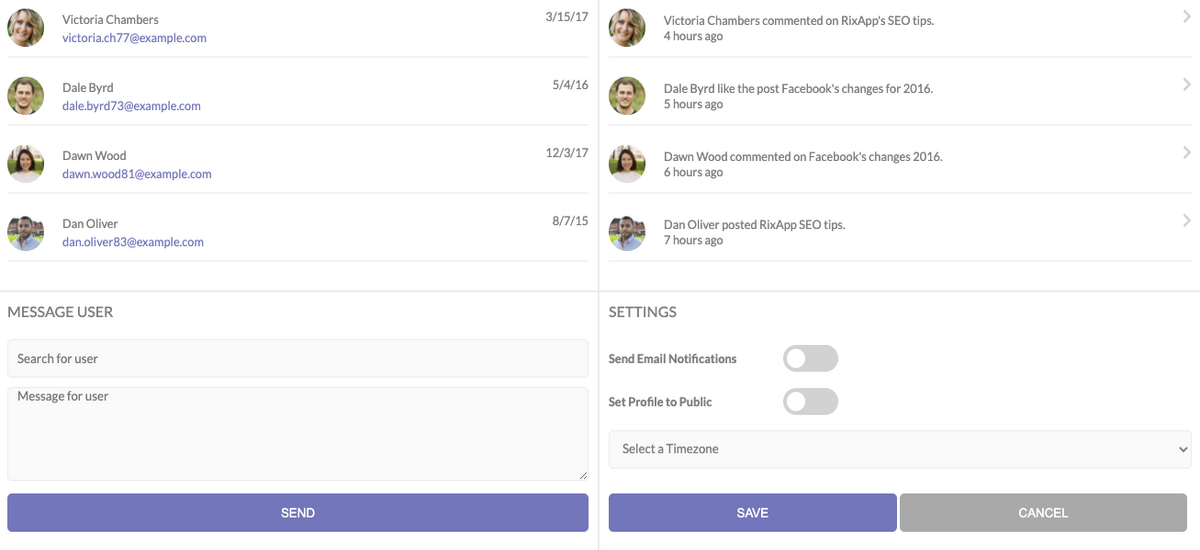 Victoria Chambers
3/15/17
victoria.ch77@example.com
Dale Byrd
5/4/16
dale.byrd73@example.com
Dawn Wood
12/3/17
dawn.wood81@example.com
Dan Oliver
8/7/15
dan.oliver83@example.com
Victoria Chambers commented on RixApp's SEO tips.
4 hours ago
Dale Byrd like the post Facebook's changes for 2016.
5 hours ago
Dawn Wood commented on Facebook's changes 2016.
6 hours ago
Dan Oliver posted RixApp SEO tips.
7 hours ago
MESSAGE USER
Search for user
Message for user
SEND
SETTINGS
Send Email Notifications
Set Profile to Public
Select a Timezone
SAVE
CANCEL